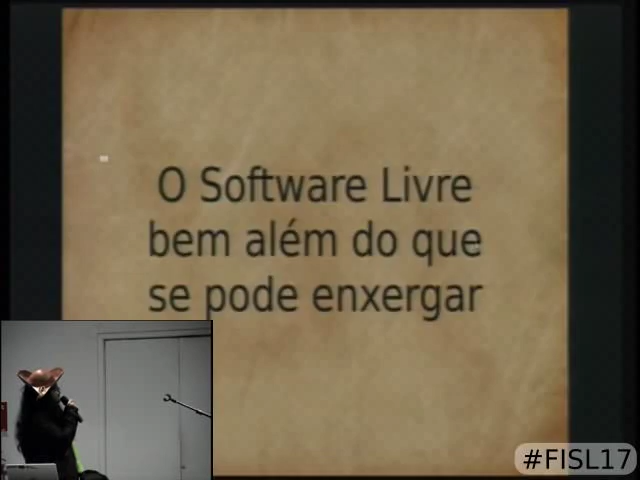 O Software Livre
bem além do que
se pode enxergar
#FISL17